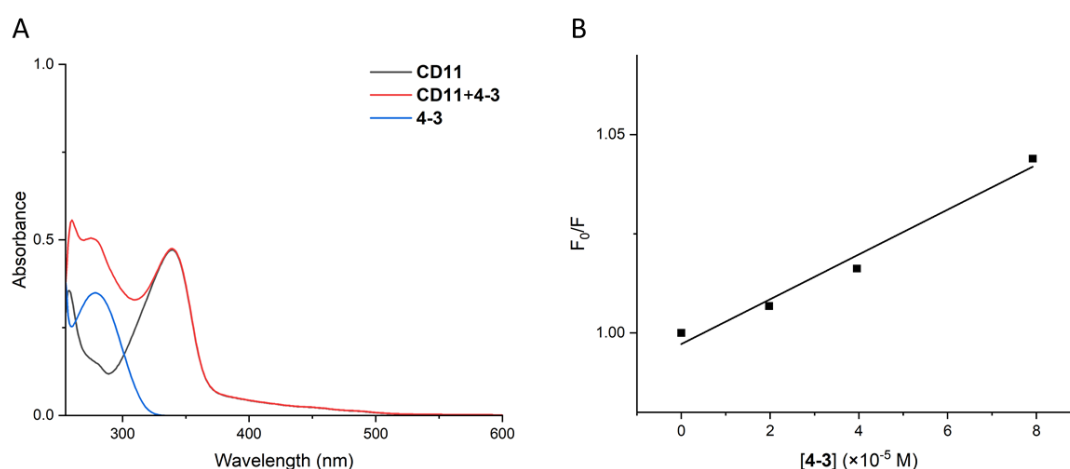 A
B
1.0
0.5
0.0
Absorbance
300
400
500
600
Wavelength (nm)
CD11
CD11+4-3
4-3
1.05
1.00
F₀/F
0
2
4
6
8
[4-3] (×10⁻⁵ M)